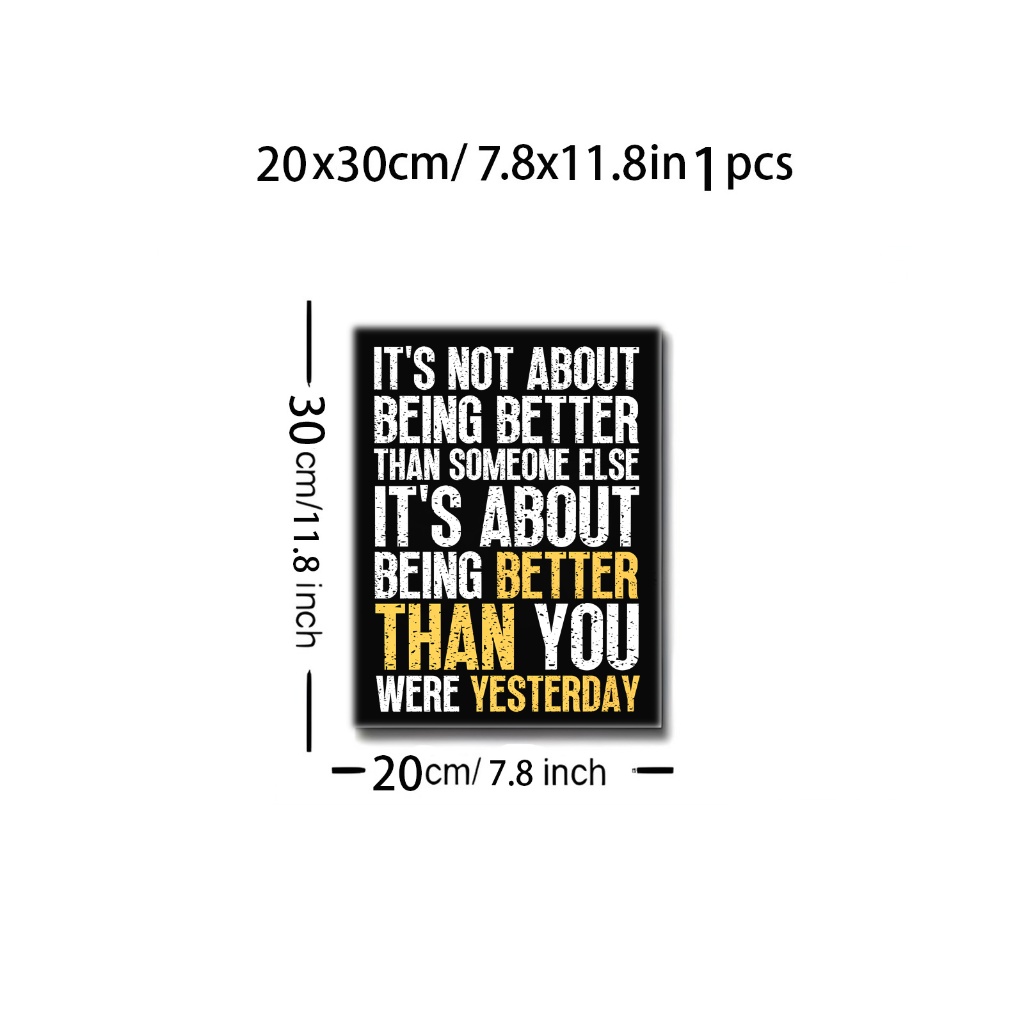 20x30cm/ 7.8x11.8in 1 pcs
IT'S NOT ABOUT
BEING BETTER
THAN SOMEONE ELSE
IT'S ABOUT
BEING BETTER
THAN YOU
WERE YESTERDAY
30cm/11.8 inch
20cm/ 7.8 inch